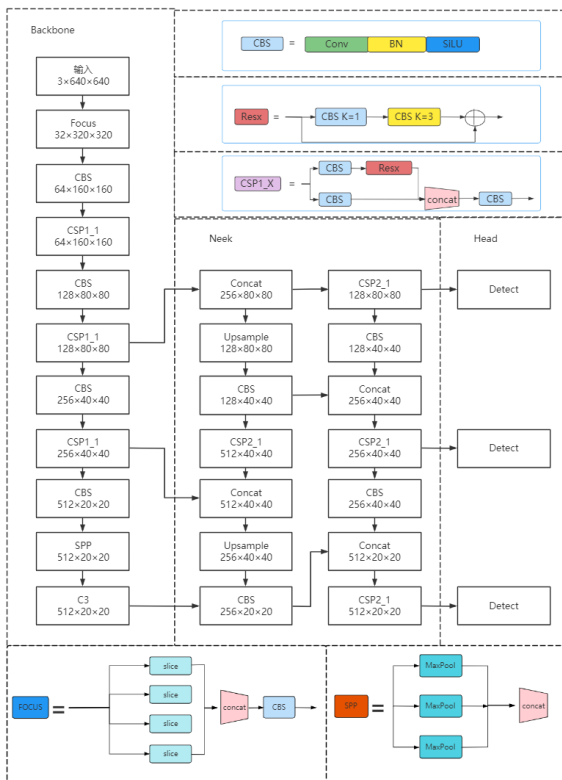 Backbone
输入
3×640×640
Focus
32×320×320
CBS
64×160×160
CSP1_1
64×160×160
CBS
128×80×80
CSP1_1
128×80×80
CBS
256×40×40
CSP1_1
256×40×40
CBS
512×20×20
SPP
512×20×20
C3
512×20×20
CBS = Conv BN SILU
Resx = CBS K=1 CBS K=3
CSP1_X = CBS Resx CBS concat CBS
Neek
Concat
256×80×80
Upsample
128×80×80
CBS
128×40×40
CSP2_1
512×40×40
Concat
512×40×40
Upsample
256×40×40
CBS
256×20×20
CSP2_1
128×80×80
CBS
128×40×40
Concat
256×40×40
CSP2_1
256×40×40
CBS
256×40×40
Concat
512×20×20
CSP2_1
512×20×20
Head
Detect
Detect
Detect
FOCUS =
slice
slice
slice
slice
concat
CBS
SPP =
MaxPool
MaxPool
MaxPool
concat